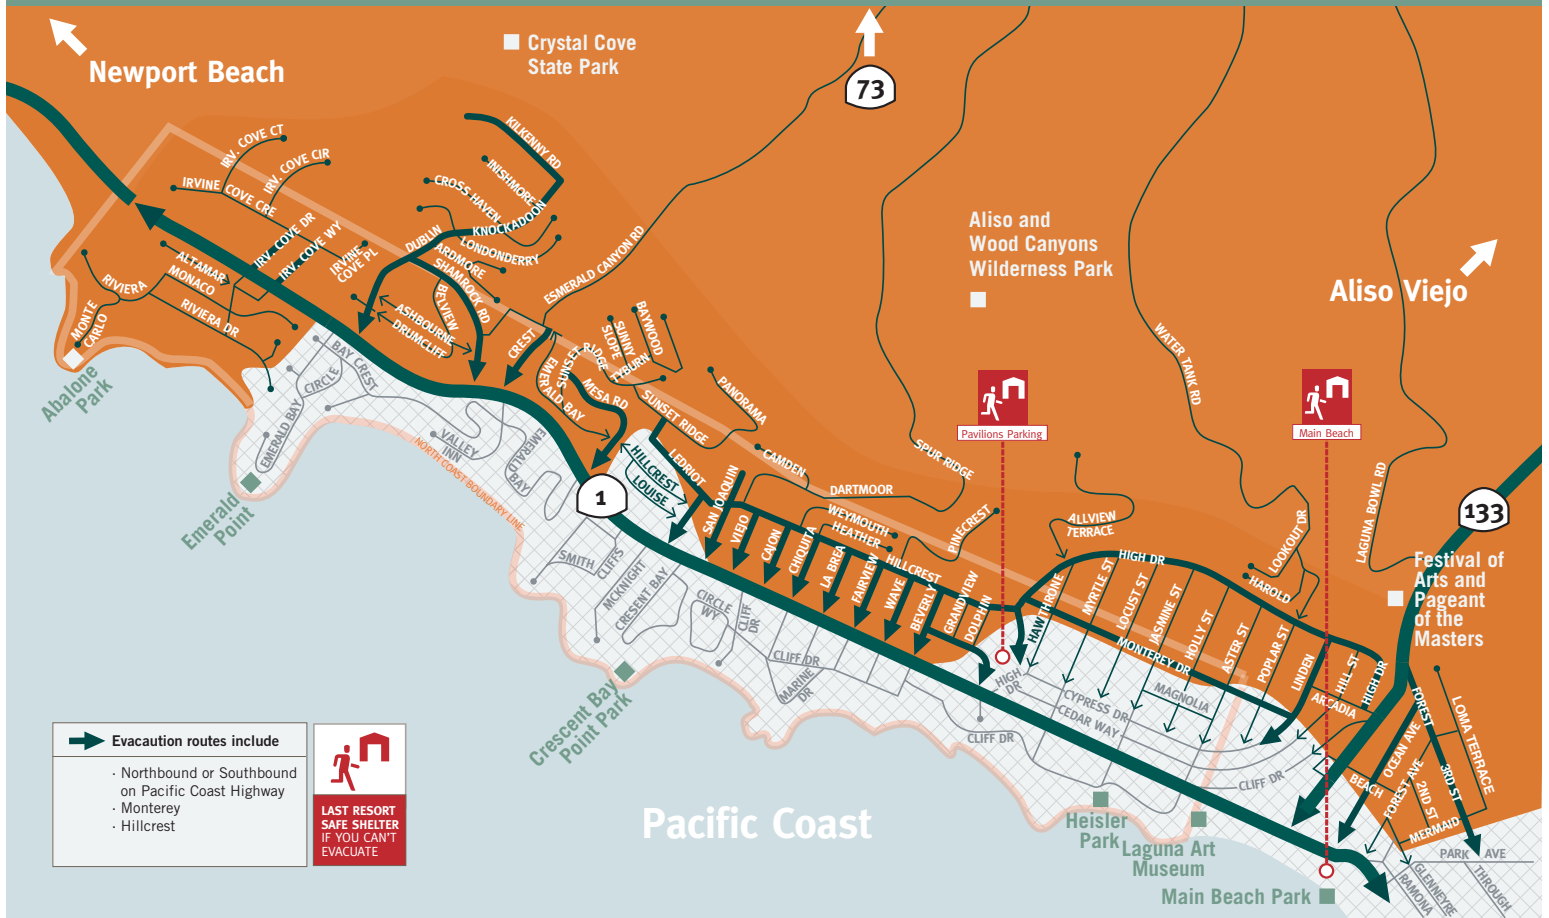 Newport Beach
Crystal Cove
State Park
73
Aliso and
Wood Canyons
Wilderness Park
Aliso Viejo
IRV. COVE CT
IRV. COVE CIR
IRVINE COVE CRE
IRV. COVE DR
IRV. COVE WY
IRVINE
COVE PL
ALTAMAR
MONACO
RIVIERA
RIVIERA DR
MONTE
CARLO
Abalone
Park
KILKENNY RD
INISHMORE
CROSS HAVEN
KNOCKADOON
DUBLIN
LONDONDERRY
ARDMORE
SHAMROCK RD
BELVIEW
ASHBOURNE
DRUMCLIFF
CREST
ESMERALD CANYON RD
EMERALD BAY
SUNSET RIDGE
SUNNY
SLOPE
BAYWOOD
TYBURN
MESA RD
SUNSET RIDGE
PANORAMA
CAMDEN
DARTMOOR
SPUR RIDGE
WATER TANK RD
LAGUNA BOWL RD
Pavilions Parking
Main Beach
133
Festival of
Arts and
Pageant
of the
Masters
BAY CREST
CIRCLE
EMERALD BAY
VALLEY
INN
EMERALD
BAY
NORTH COAST BOUNDARY LINE
Emerald
Point
1
HILLCREST
LOUISE
LEDRIOT
SAN JOAQUIN
VIEJO
CAJON
CHIQUITA
LA BREA
FAIRVIEW
WAVE
BEVERLY
GRANDVIEW
DOLPHIN
WEYMOUTH
HEATHER
HILLCREST
PINECREST
ALLVIEW
TERRACE
HIGH DR
HAWTHRONE
MYRTLE ST
LOCUST ST
JASMINE ST
HOLLY ST
ASTER ST
POPLAR ST
LINDEN
HILL ST
HIGH DR
LOOKOUT DR
HAROLD
MONTEREY DR
ARCADIA
MAGNOLIA
CYPRESS DR
CEDAR WAY
HIGH
DR
CLIFF DR
CLIFF DR
SMITH
CLIFFS
MCKNIGHT
CRESENT BAY
CIRCLE
WY
CLIFF
DR
CLIFF DR
MARINE
DR
Crescent Bay
Point Park
FOREST
OCEAN AVE
FOREST AVE
BEACH
2ND ST
3RD ST
LOMA TERRACE
MERMAID
PARK AVE
GLENNEYRE
RAMONA
THROUGH
Heisler
Park
Laguna Art
Museum
Main Beach Park
Pacific Coast
Evacaution routes include
· Northbound or Southbound
on Pacific Coast Highway
· Monterey
· Hillcrest
LAST RESORT
SAFE SHELTER
IF YOU CAN'T
EVACUATE